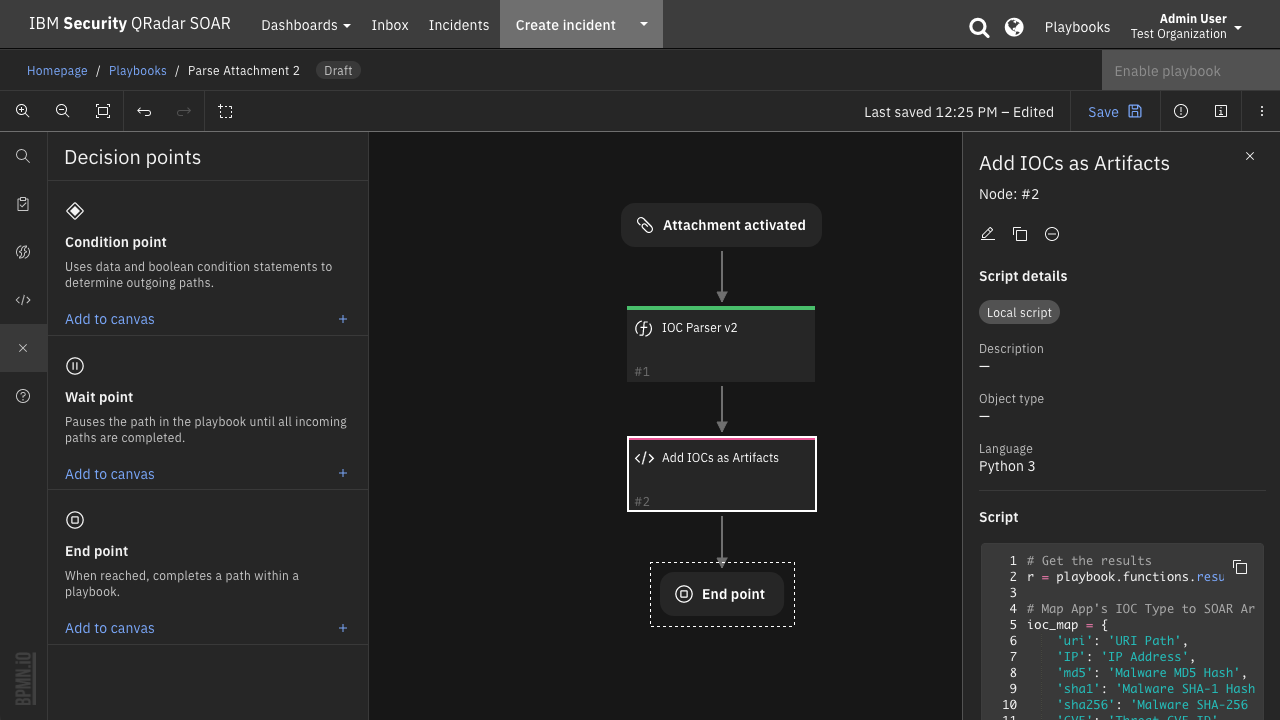 IBM Security QRadar SOAR
Dashboards
Inbox
Incidents
Create incident
Playbooks
Admin User
Test Organization
Homepage / Playbooks / Parse Attachment 2
Draft
Enable playbook
Last saved 12:25 PM – Edited
Save
Decision points
Condition point
Uses data and boolean condition statements to
determine outgoing paths.
Add to canvas +
Wait point
Pauses the path in the playbook until all incoming
paths are completed.
Add to canvas +
End point
When reached, completes a path within a
playbook.
Add to canvas +
BPMN.iO
Attachment activated
IOC Parser v2
#1
Add IOCs as Artifacts
#2
End point
Add IOCs as Artifacts
Node: #2
Script details
Local script
Description
—
Object type
—
Language
Python 3
Script
1 # Get the results
2 r = playbook.functions.resu
3
4 # Map App's IOC Type to SOAR Ar
5 ioc_map = {
6 'uri': 'URI Path',
7 'IP': 'IP Address',
8 'md5': 'Malware MD5 Hash',
9 'sha1': 'Malware SHA-1 Hash
10 'sha256': 'Malware SHA-256
11 'CVE': 'Threat CVE ID'